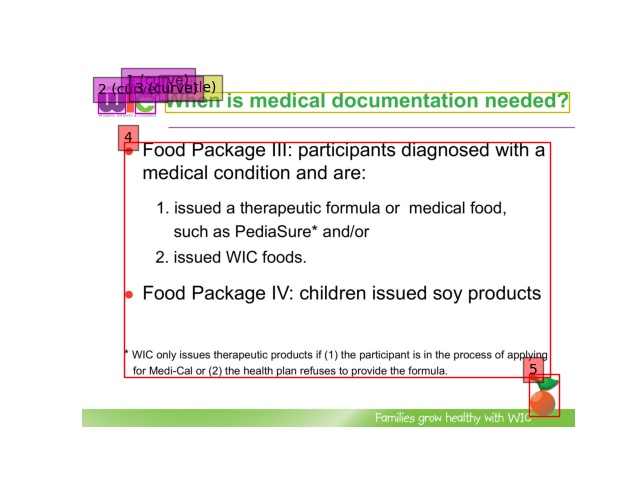 When is medical documentation needed?
4
• Food Package III: participants diagnosed with a
medical condition and are:
1. issued a therapeutic formula or medical food,
such as PediaSure* and/or
2. issued WIC foods.
• Food Package IV: children issued soy products
* WIC only issues therapeutic products if (1) the participant is in the process of applying
for Medi-Cal or (2) the health plan refuses to provide the formula.
5
Families grow healthy with WIC